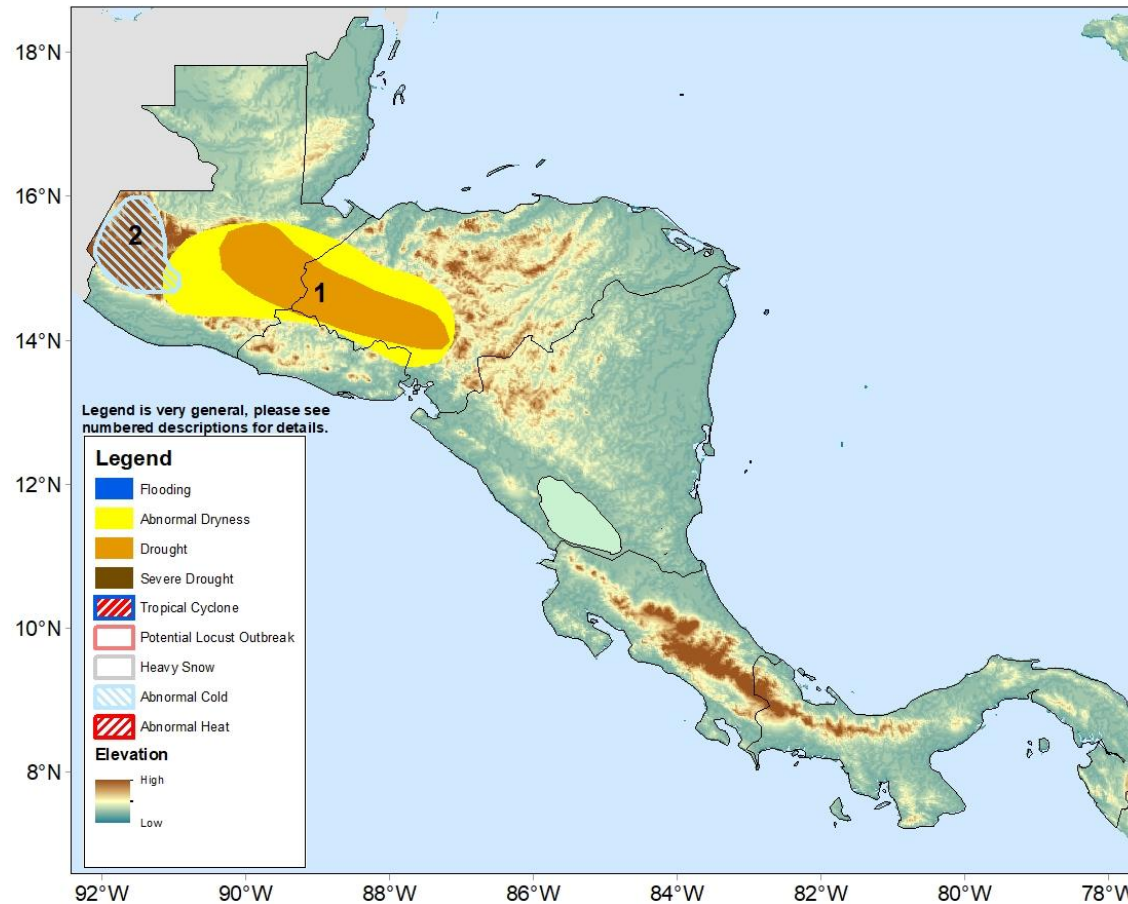 18°N
16°N
2
1
14°N
Legend is very general, please see
numbered descriptions for details.
Legend
12°N
Flooding
Abnormal Dryness
Drought
Severe Drought
10°N
Tropical Cyclone
Potential Locust Outbreak
Heavy Snow
Abnormal Cold
Abnormal Heat
8°N
Elevation
High
Low
92°W 90°W 88°W 86°W 84°W 82°W 80°W 78°W